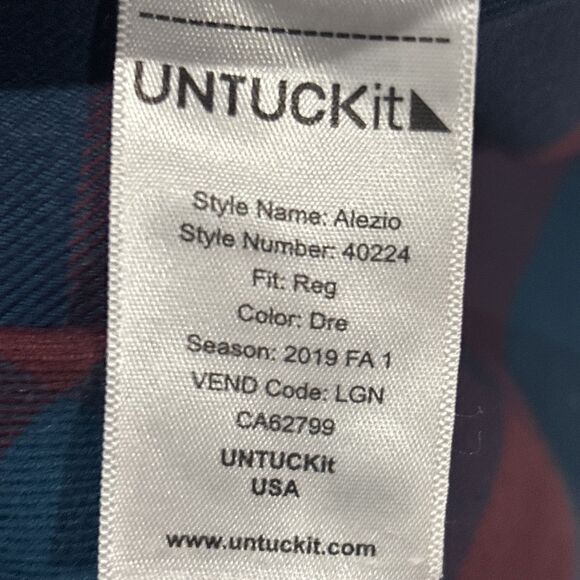 UNTUCKit
Style Name: Alezio
Style Number: 40224
Fit: Reg
Color: Dre
Season: 2019 FA 1
VEND Code: LGN
CA62799
UNTUCKit
USA
www.untuckit.com